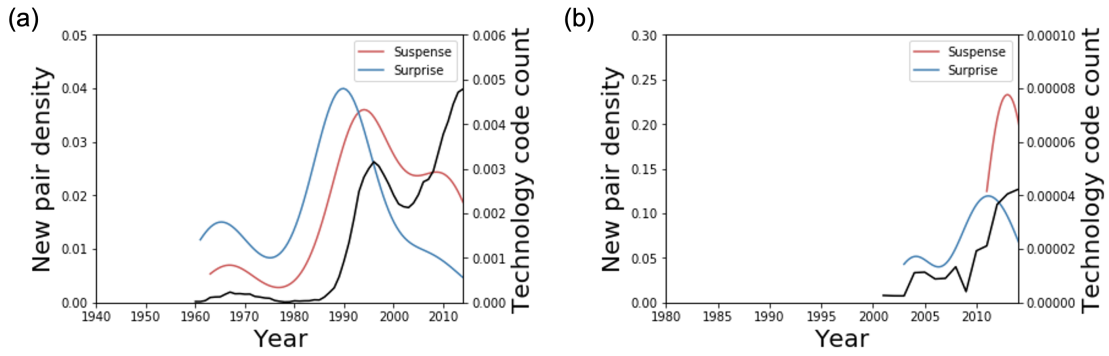 (a)
New pair density
0.05
0.04
0.03
0.02
0.01
0.00
Suspense
Surprise
0.006
0.005
0.004
0.003
0.002
0.001
0.000
Technology code count
1940 1950 1960 1970 1980 1990 2000 2010
Year
(b)
New pair density
0.30
0.25
0.20
0.15
0.10
0.05
0.00
Suspense
Surprise
0.00010
0.00008
0.00006
0.00004
0.00002
0.00000
Technology code count
1980 1985 1990 1995 2000 2005 2010
Year